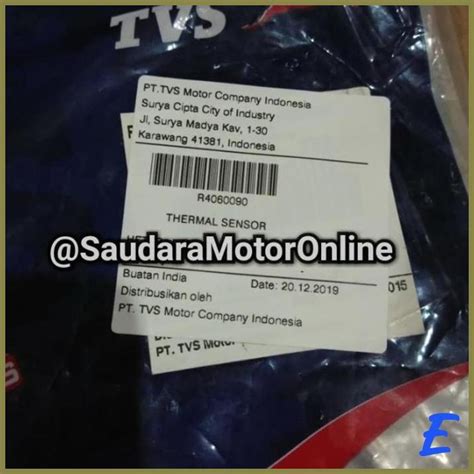 TVS
PT.TVS Motor Company Indonesia
Surya Cipta City of Industry
Jl, Surya Madya Kav, 1-30
Karawang 41381, Indonesia
R4060090
THERMAL SENSOR
@SaudaraMotorOnline
Buatan India Date: 20.12.2019
Distribusikan oleh
PT. TVS Motor Company Indonesia
015
PT. TVS
E